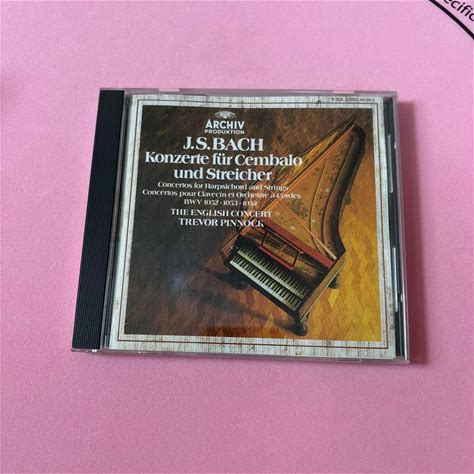 ARCHIV
PRODUKTION
J.S. BACH
Konzerte für Cembalo
und Streicher
Concertos for Harpsichord and Strings
Concertos pour Clavecin et Orchestre à Cordes
BWV 1052 · 1053 · 1054
THE ENGLISH CONCERT
TREVOR PINNOCK